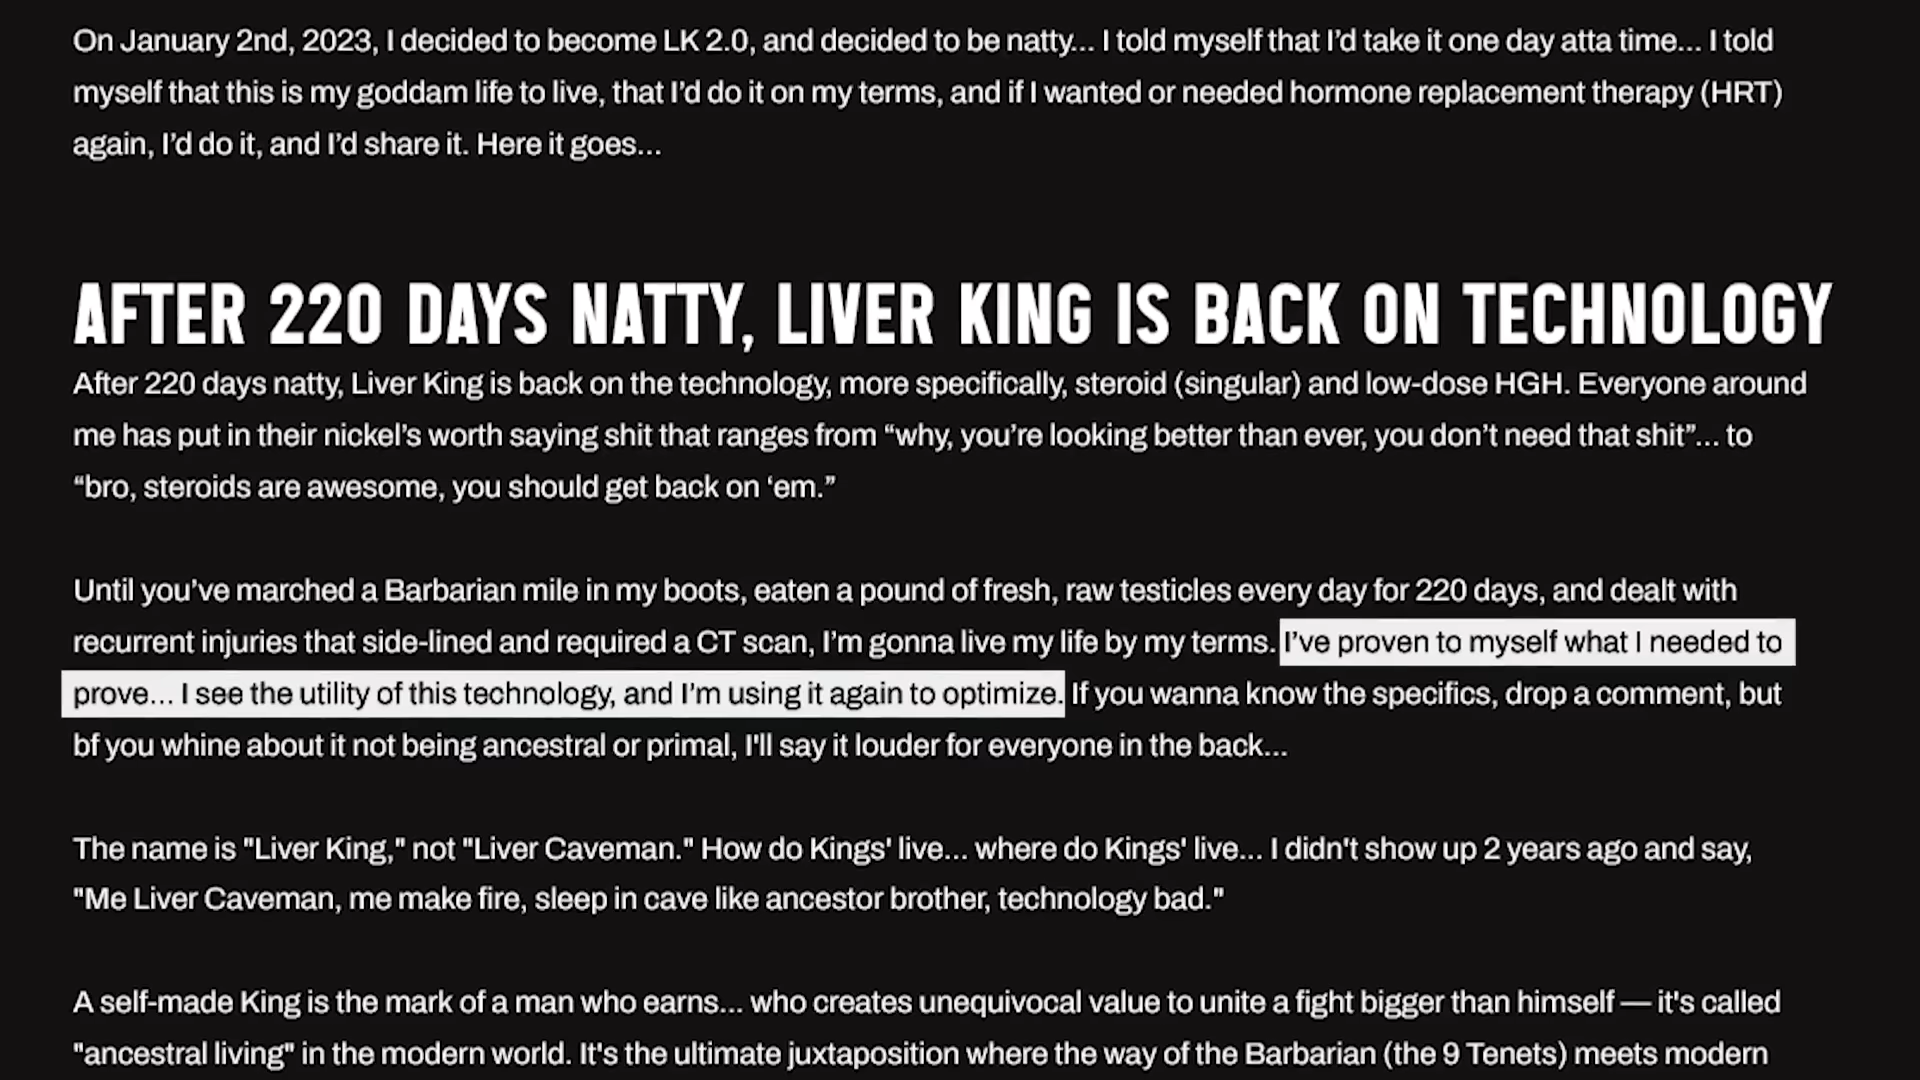 On January 2nd, 2023, I decided to become LK 2.0, and decided to be natty... I told myself that I’d take it one day atta time... I told
myself that this is my goddam life to live, that I’d do it on my terms, and if I wanted or needed hormone replacement therapy (HRT)
again, I’d do it, and I’d share it. Here it goes...
AFTER 220 DAYS NATTY, LIVER KING IS BACK ON TECHNOLOGY
After 220 days natty, Liver King is back on the technology, more specifically, steroid (singular) and low-dose HGH. Everyone around
me has put in their nickel’s worth saying shit that ranges from “why, you’re looking better than ever, you don’t need that shit”... to
“bro, steroids are awesome, you should get back on ‘em.”
Until you’ve marched a Barbarian mile in my boots, eaten a pound of fresh, raw testicles every day for 220 days, and dealt with
recurrent injuries that side-lined and required a CT scan, I’m gonna live my life by my terms. I’ve proven to myself what I needed to
prove... I see the utility of this technology, and I’m using it again to optimize. If you wanna know the specifics, drop a comment, but
bf you whine about it not being ancestral or primal, I'll say it louder for everyone in the back...
The name is "Liver King," not "Liver Caveman." How do Kings' live... where do Kings' live... I didn't show up 2 years ago and say,
"Me Liver Caveman, me make fire, sleep in cave like ancestor brother, technology bad."
A self-made King is the mark of a man who earns... who creates unequivocal value to unite a fight bigger than himself — it's called
"ancestral living" in the modern world. It's the ultimate juxtaposition where the way of the Barbarian (the 9 Tenets) meets modern